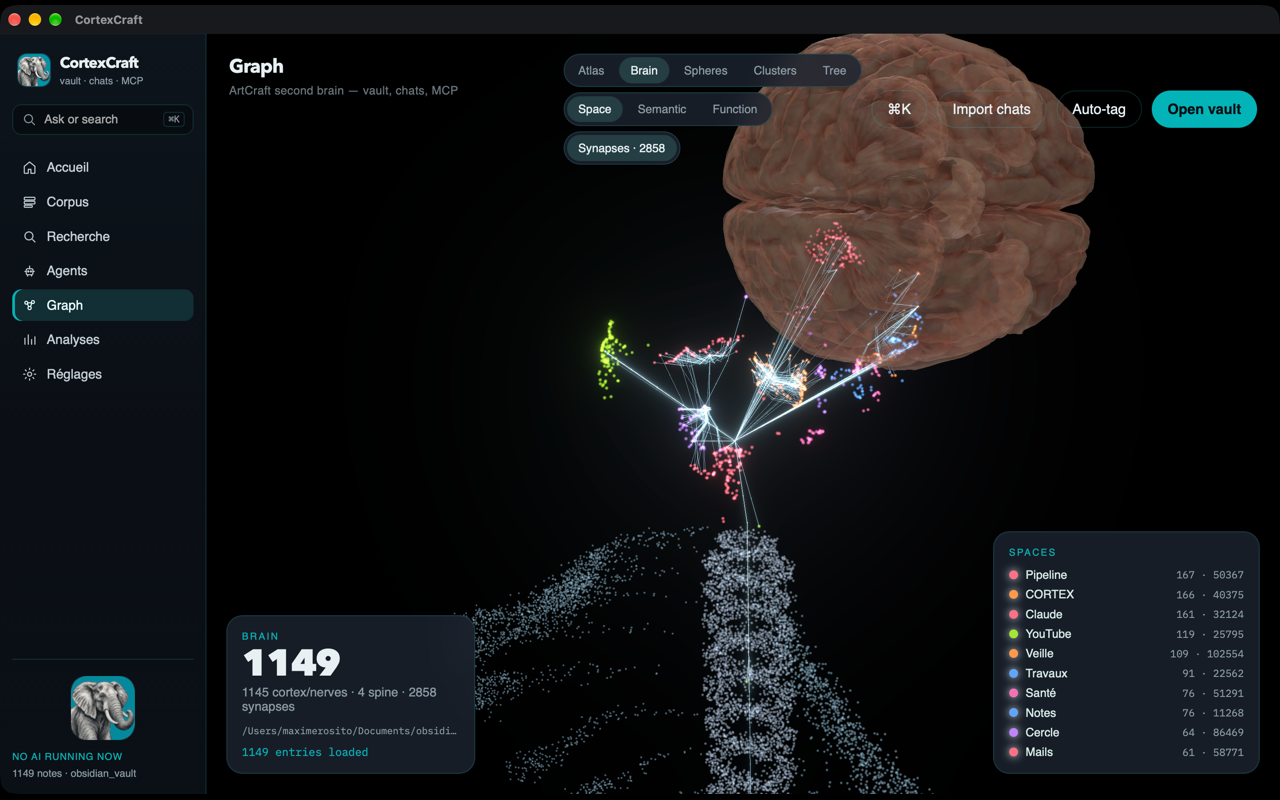 CortexCraft
CortexCraft
vault · chats · MCP
Ask or search ⌘K
Accueil
Corpus
Recherche
Agents
Graph
Analyses
Réglages
NO AI RUNNING NOW
1149 notes · obsidian_vault
Graph
ArtCraft second brain — vault, chats, MCP
Atlas Brain Spheres Clusters Tree
Space Semantic Function
Synapses · 2858
⌘K Import chats Auto-tag Open vault
BRAIN
1149
1145 cortex/nerves · 4 spine · 2858
synapses
/Users/maximerosito/Documents/obsidi…
1149 entries loaded
SPACES
Pipeline 167 · 50367
CORTEX 166 · 40375
Claude 161 · 32124
YouTube 119 · 25795
Veille 109 · 102554
Travaux 91 · 22562
Santé 76 · 51291
Notes 76 · 11268
Cercle 64 · 86469
Mails 61 · 58771